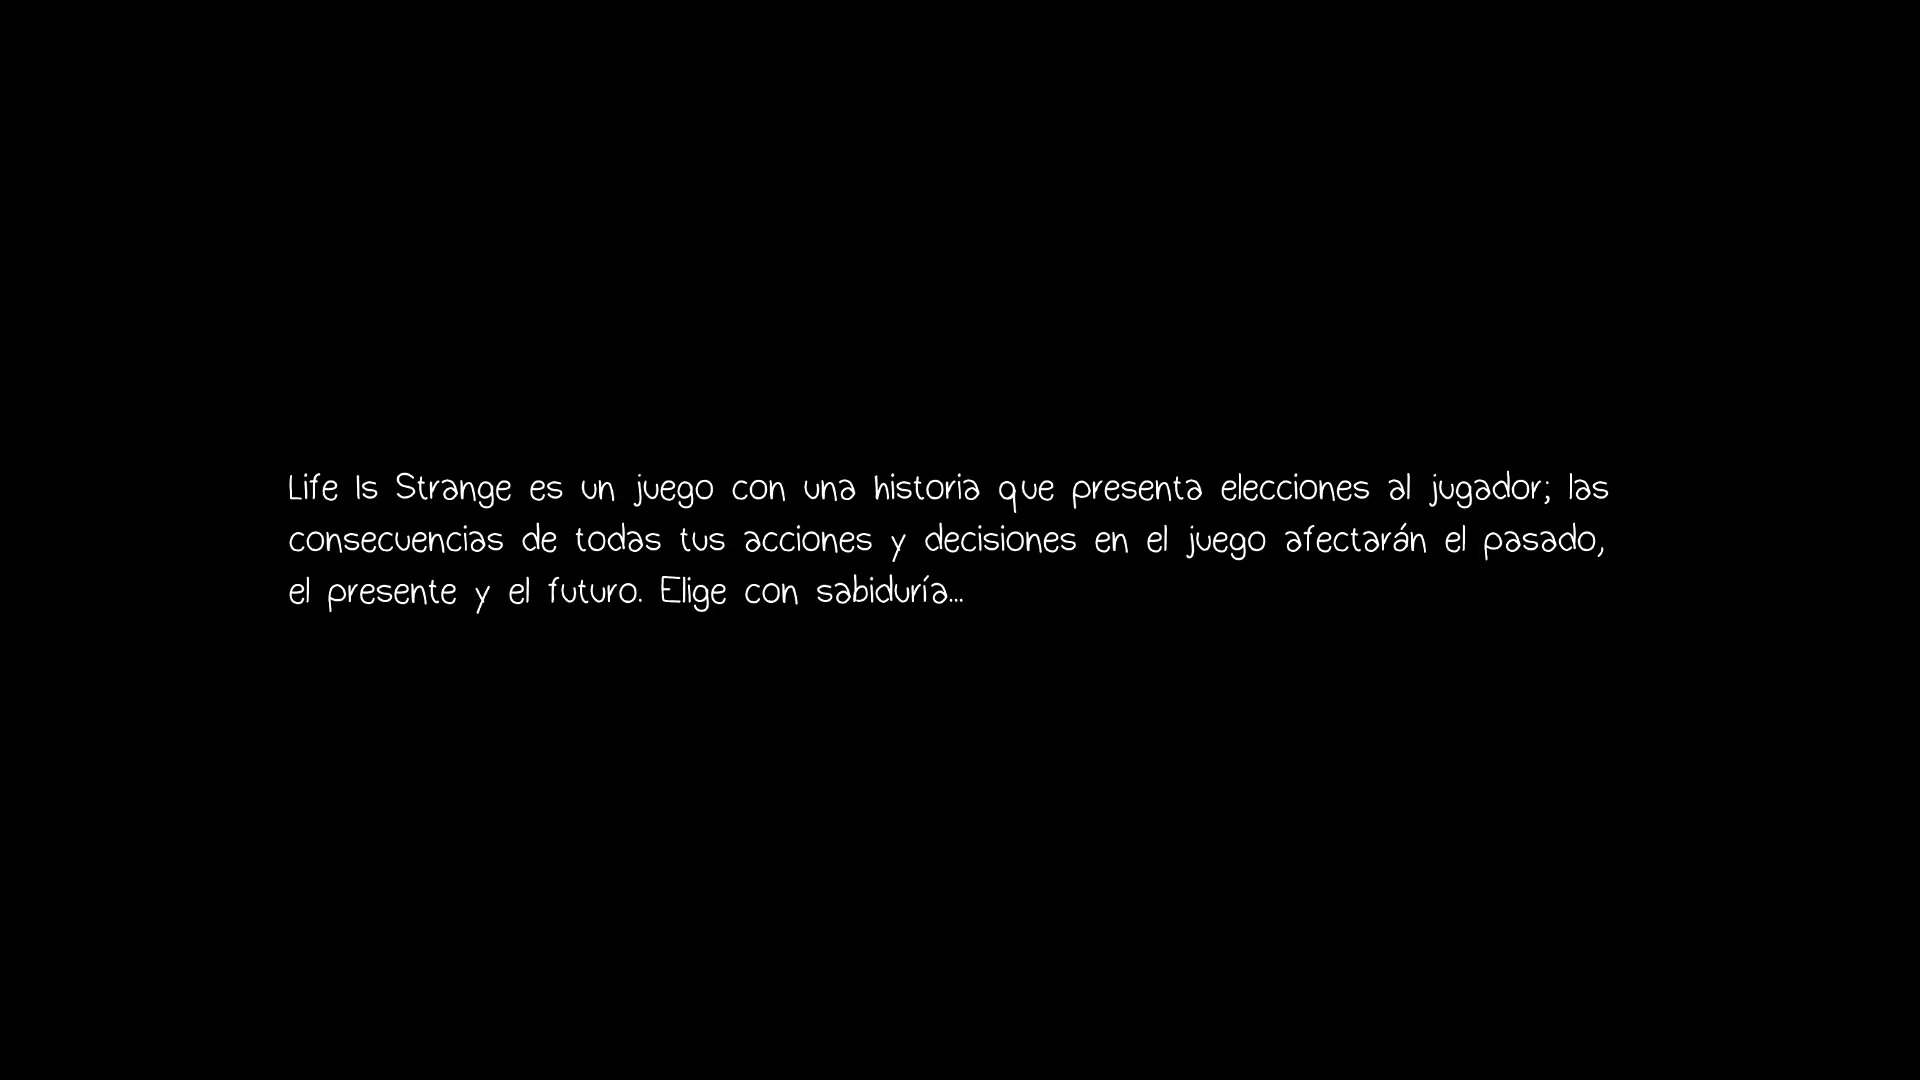 Life Is Strange es un juego con una historia que presenta elecciones al jugador; las
consecuencias de todas tus acciones y decisiones en el juego afectarán el pasado,
el presente y el futuro. Elige con sabiduría...